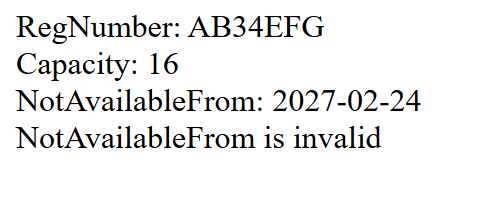 RegNumber: AB34EFG
Capacity: 16
NotAvailableFrom: 2027-02-24
NotAvailableFrom is invalid